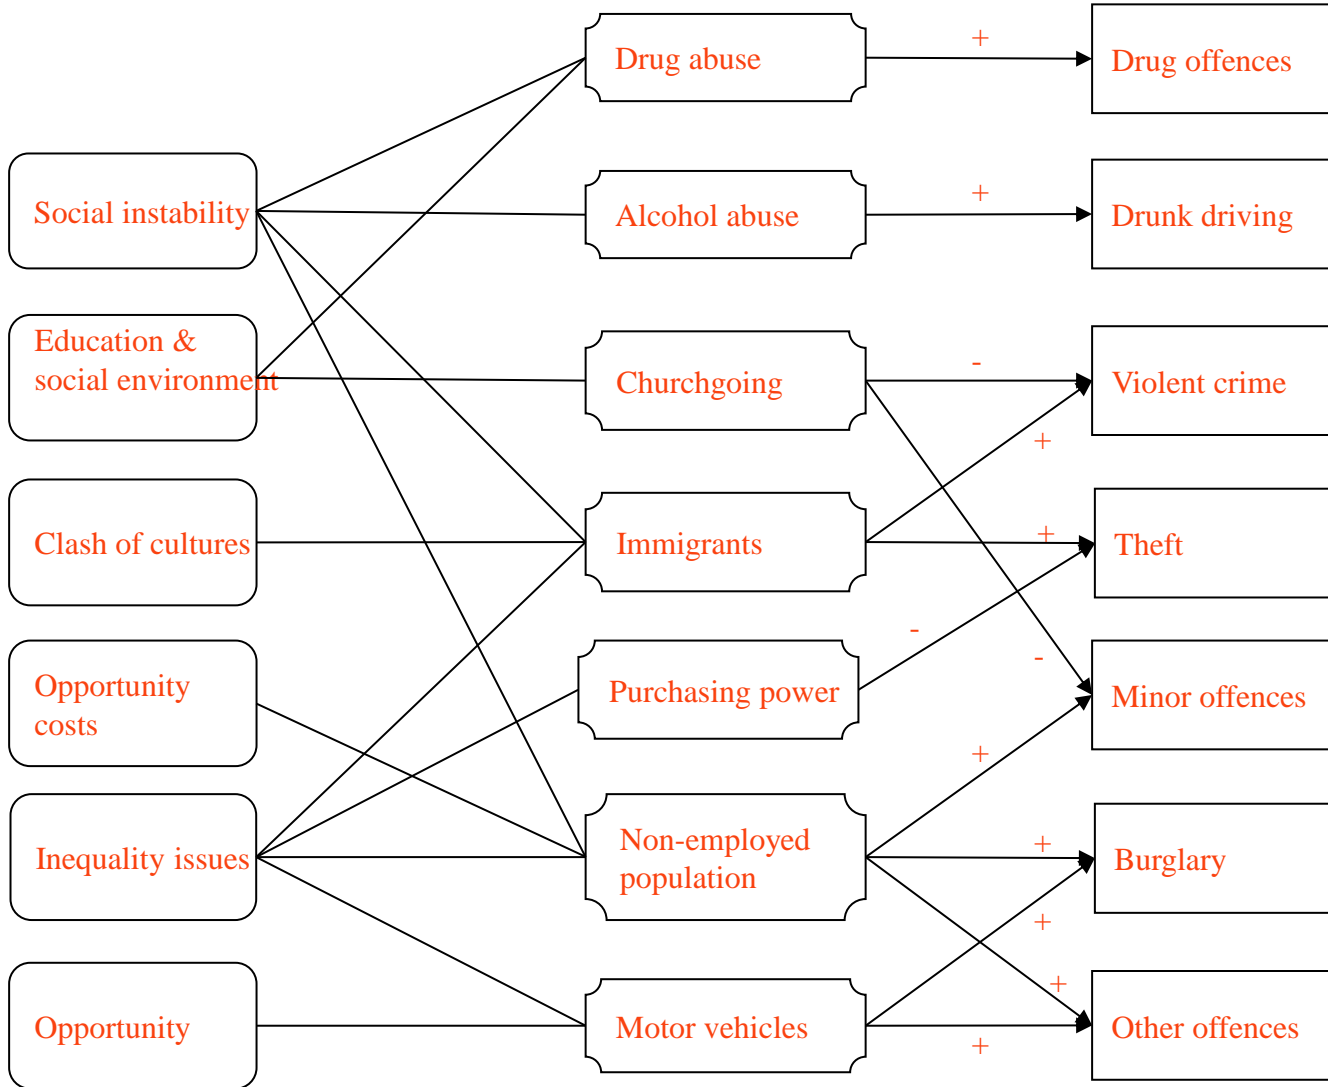 Drug abuse
+
Drug offences
Social instability
Alcohol abuse
+
Drunk driving
Education &
social environment
Churchgoing
-
Violent crime
+
Clash of cultures
Immigrants
+
Theft
-
Opportunity
costs
Purchasing power
-
Minor offences
+
Inequality issues
Non-employed
population
+
Burglary
+
Opportunity
Motor vehicles
+
Other offences
+